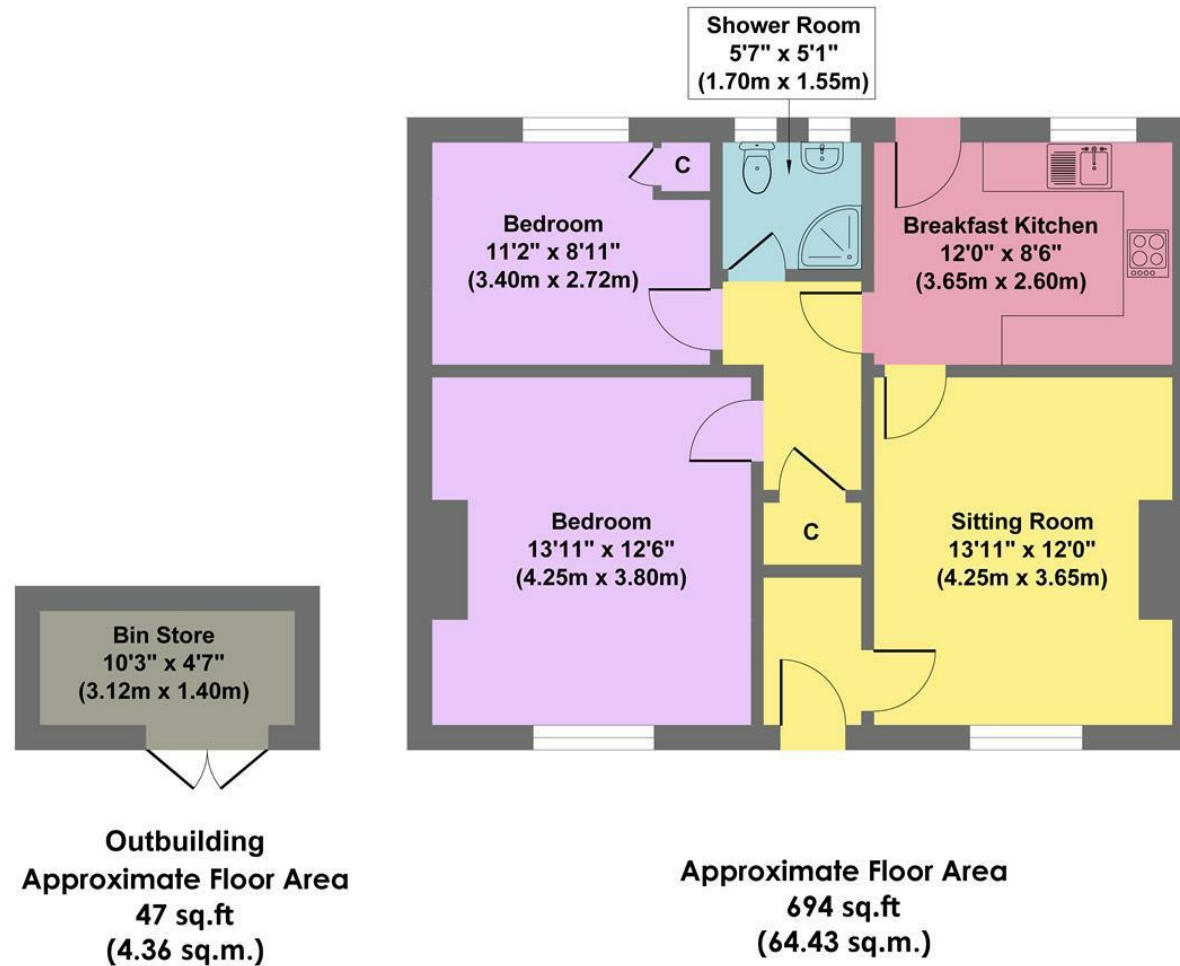 Shower Room
5'7" x 5'1"
(1.70m x 1.55m)
C
Bedroom
11'2" x 8'11"
(3.40m x 2.72m)
Breakfast Kitchen
12'0" x 8'6"
(3.65m x 2.60m)
Bedroom
13'11" x 12'6"
(4.25m x 3.80m)
C
Sitting Room
13'11" x 12'0"
(4.25m x 3.65m)
Bin Store
10'3" x 4'7"
(3.12m x 1.40m)
Outbuilding
Approximate Floor Area
47 sq.ft
(4.36 sq.m.)
Approximate Floor Area
694 sq.ft
(64.43 sq.m.)